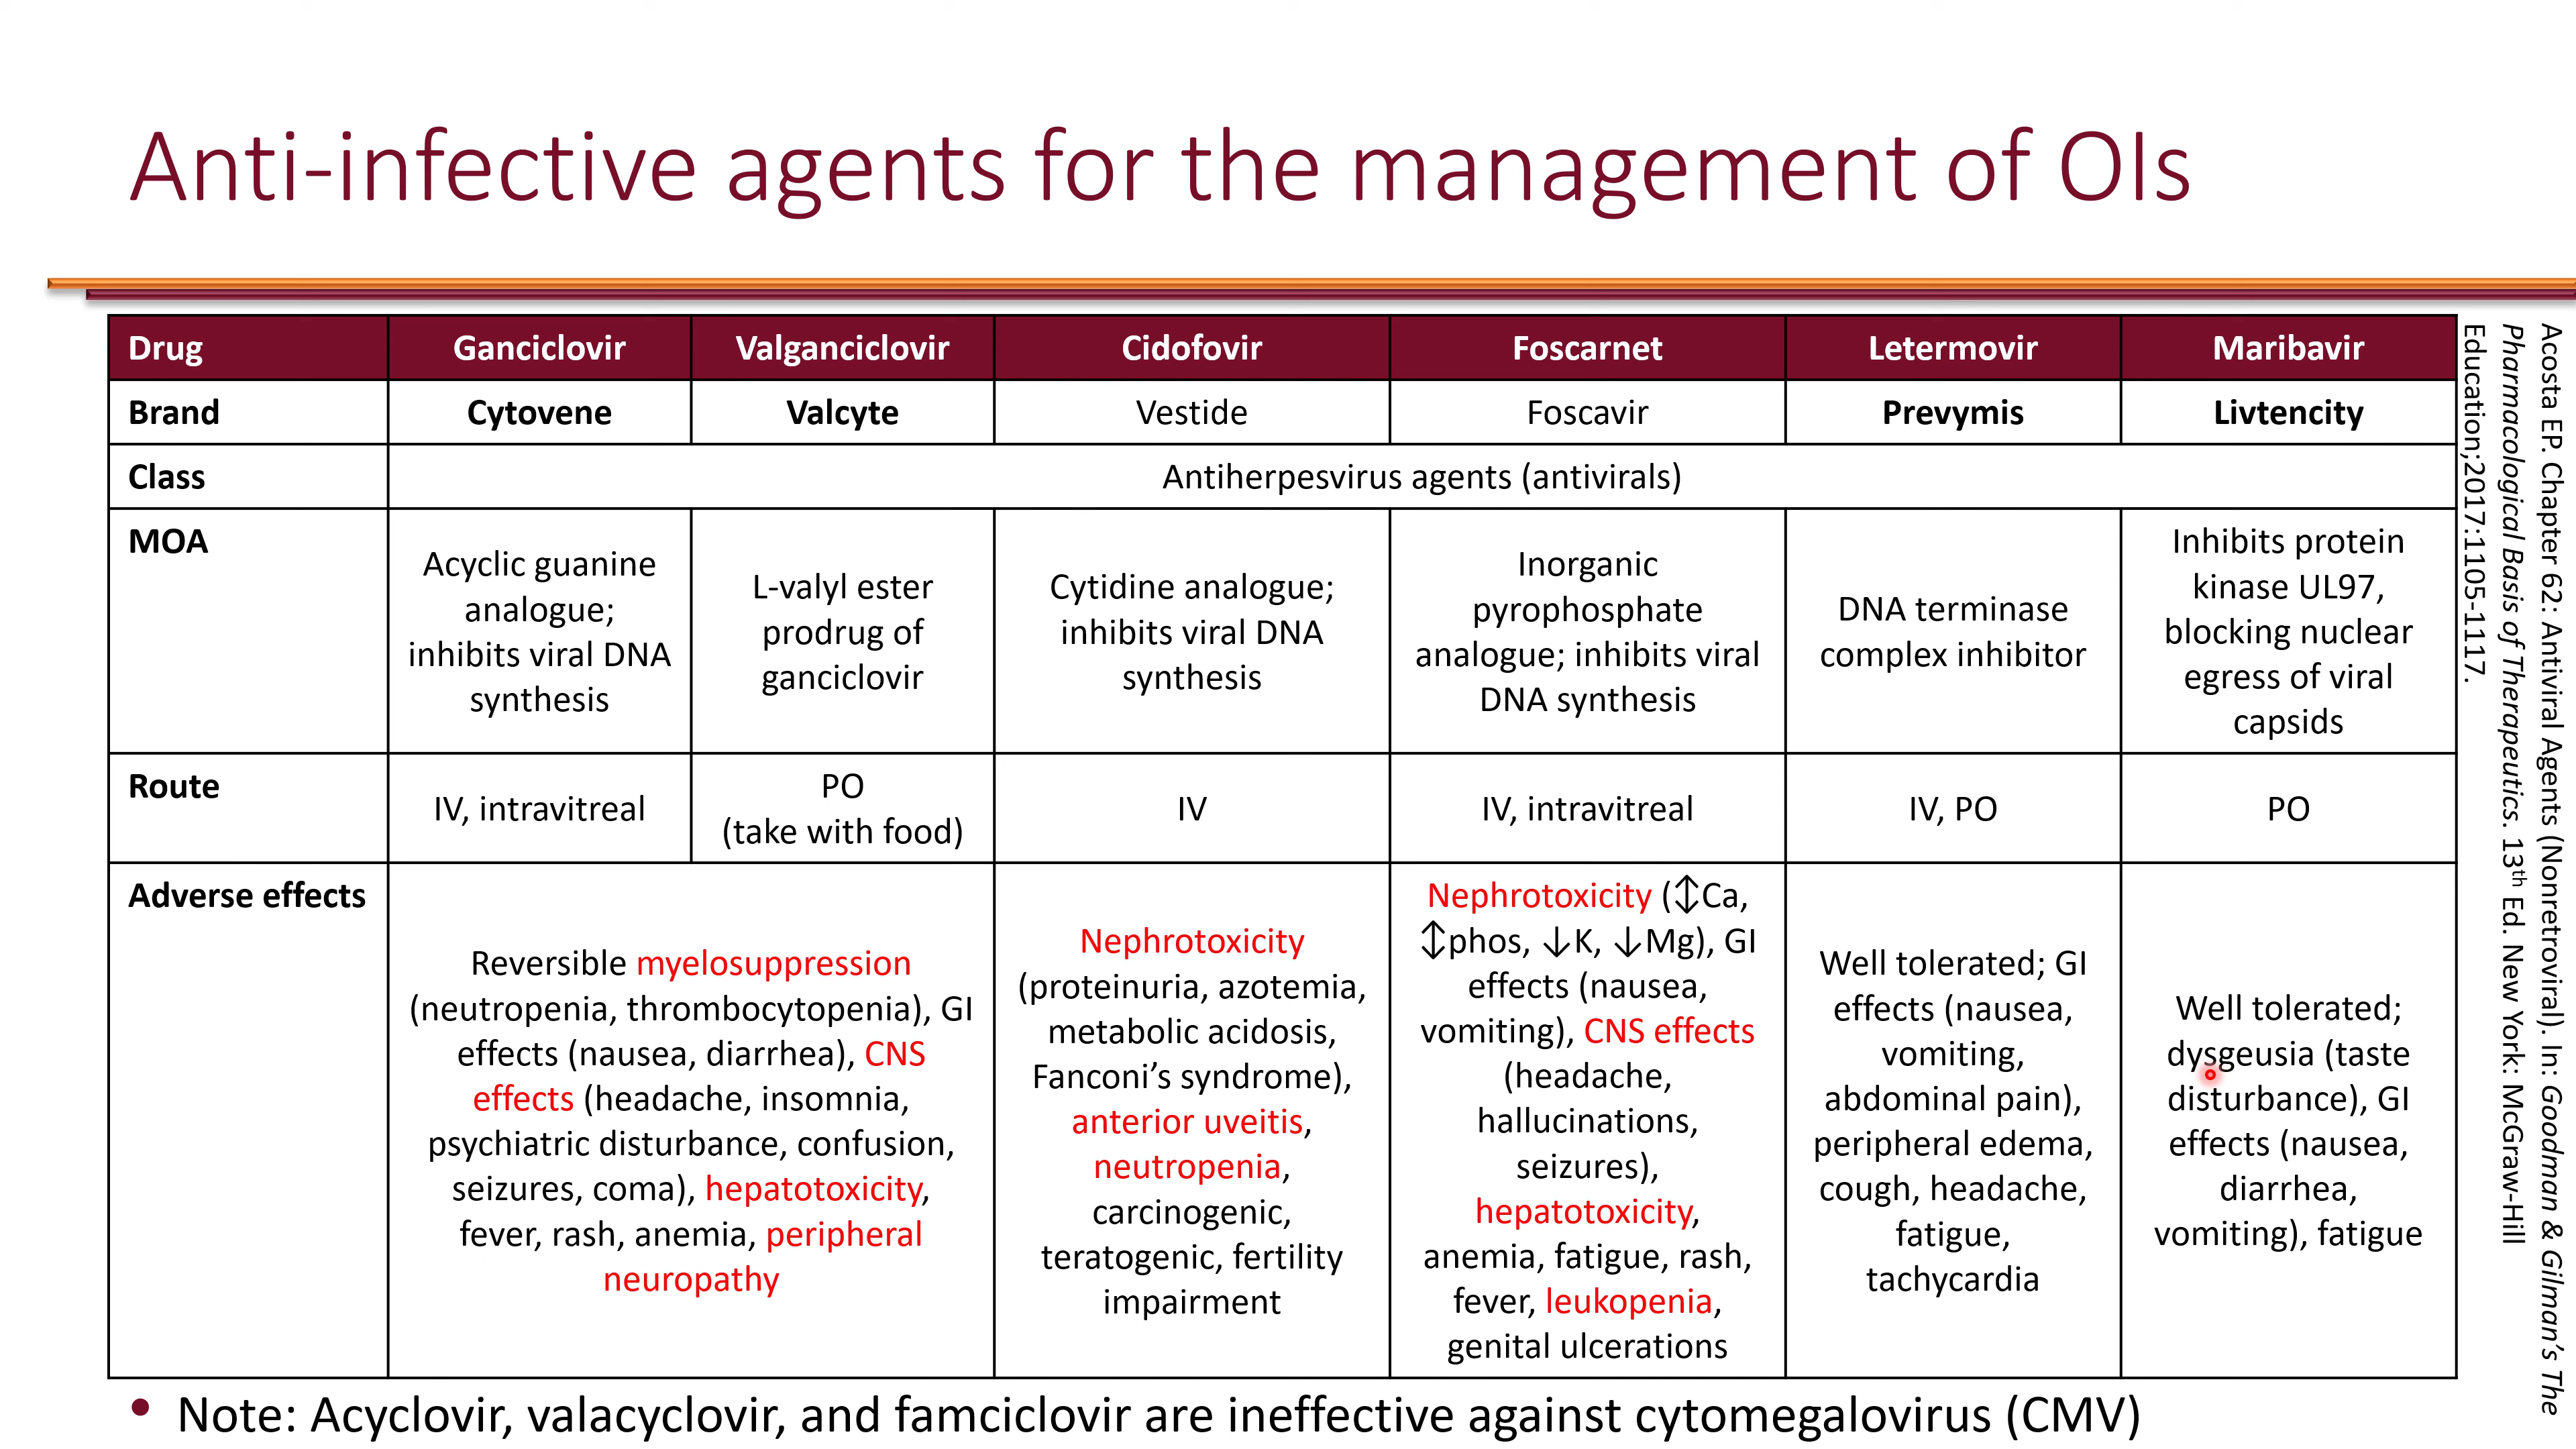 Anti-infective agents for the management of OIs
Drug
Ganciclovir
Valganciclovir
Cidofovir
Foscarnet
Letermovir
Maribavir
Brand
Cytovene
Valcyte
Vestide
Foscavir
Prevymis
Livtencity
Class
Antiherpesvirus agents (antivirals)
MOA
Acyclic guanine
analogue;
inhibits viral DNA
synthesis
L-valyl ester
prodrug of
ganciclovir
Cytidine analogue;
inhibits viral DNA
synthesis
Inorganic
pyrophosphate
analogue; inhibits viral
DNA synthesis
DNA terminase
complex inhibitor
Inhibits protein
kinase UL97,
blocking nuclear
egress of viral
capsids
Route
IV, intravitreal
PO
(take with food)
IV
IV, intravitreal
IV, PO
PO
Adverse effects
Reversible myelosuppression
(neutropenia, thrombocytopenia), GI
effects (nausea, diarrhea), CNS
effects (headache, insomnia,
psychiatric disturbance, confusion,
seizures, coma), hepatotoxicity,
fever, rash, anemia, peripheral
neuropathy
Nephrotoxicity
(proteinuria, azotemia,
metabolic acidosis,
Fanconi’s syndrome),
anterior uveitis,
neutropenia,
carcinogenic,
teratogenic, fertility
impairment
Nephrotoxicity (↕Ca,
↕phos, ↓K, ↓Mg), GI
effects (nausea,
vomiting), CNS effects
(headache,
hallucinations,
seizures),
hepatotoxicity,
anemia, fatigue, rash,
fever, leukopenia,
genital ulcerations
Well tolerated; GI
effects (nausea,
vomiting,
abdominal pain),
peripheral edema,
cough, headache,
fatigue,
tachycardia
Well tolerated;
dysgeusia (taste
disturbance), GI
effects (nausea,
diarrhea,
vomiting), fatigue
• Note: Acyclovir, valacyclovir, and famciclovir are ineffective against cytomegalovirus (CMV)
Acosta EP. Chapter 62: Antiviral Agents (Nonretroviral). In: Goodman & Gilman’s The
Pharmacological Basis of Therapeutics. 13th Ed. New York: McGraw-Hill
Education;2017:1105-1117.